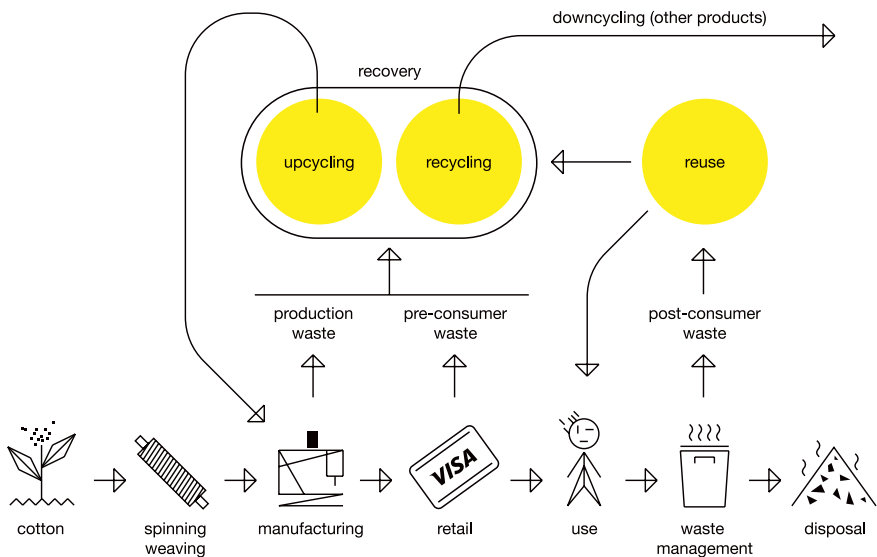 downcycling (other products)
recovery
upcycling
recycling
reuse
production
waste
pre-consumer
waste
post-consumer
waste
VISA
cotton
spinning
weaving
manufacturing
retail
use
waste
management
disposal